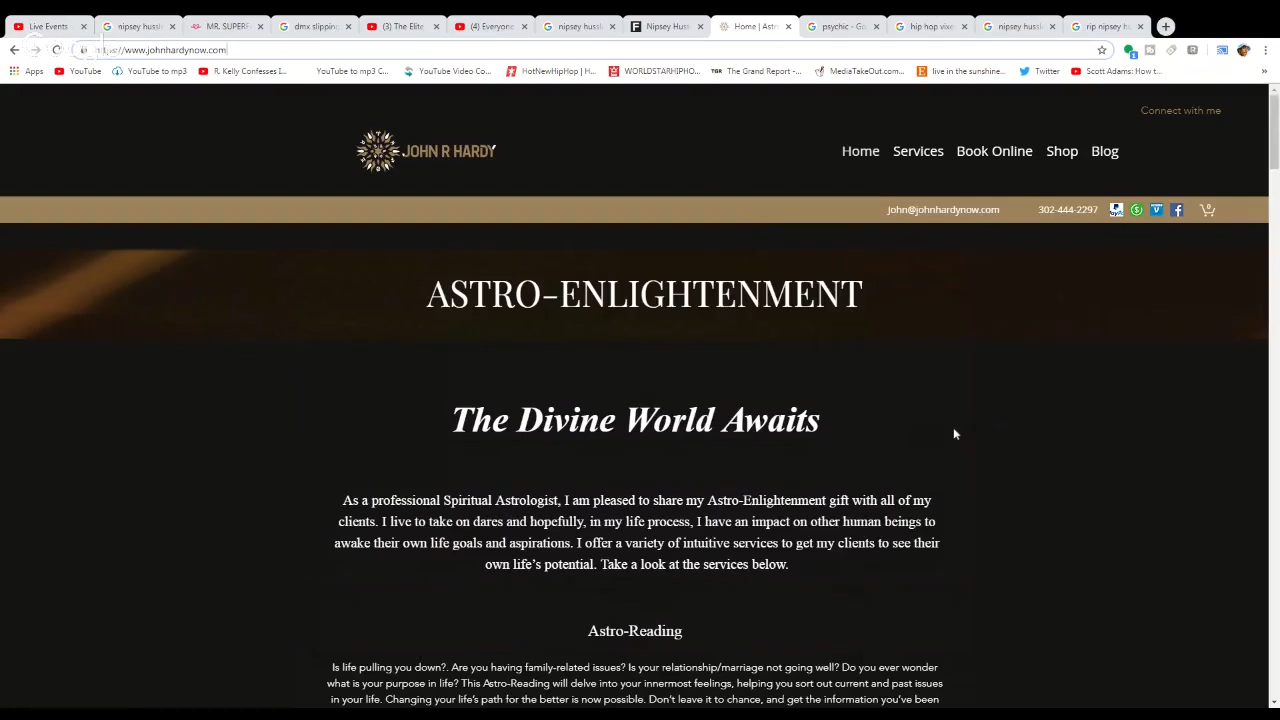 Live Events
nipsey hussl
MR. SUPERF
dmx slippin
(3) The Elite
(4) Everyone
nipsey hussl
Nipsey Huss
Home | Astr
psychic - Go
hip hop vixe
nipsey hussl
rip nipsey h
https://www.johnhardynow.com
Apps YouTube YouTube to mp3 R. Kelly Confesses I... YouTube to mp3 C... YouTube Video Co... HotNewHipHop | H... WORLDSTARHIPHO... TGR The Grand Report -... MediaTakeOut.com... live in the sunshine... Twitter Scott Adams: How t...
Connect with me
JOHN R HARDY
Home Services Book Online Shop Blog
John@johnhardynow.com 302-444-2297 0
ASTRO-ENLIGHTENMENT
The Divine World Awaits
As a professional Spiritual Astrologist, I am pleased to share my Astro-Enlightenment gift with all of my
clients. I live to take on dares and hopefully, in my life process, I have an impact on other human beings to
awake their own life goals and aspirations. I offer a variety of intuitive services to get my clients to see their
own life’s potential. Take a look at the services below.
Astro-Reading
Is life pulling you down?. Are you having family-related issues? Is your relationship/marriage not going well? Do you ever wonder
what is your purpose in life? This Astro-Reading will delve into your innermost feelings, helping you sort out current and past issues
in your life. Changing your life’s path for the better is now possible. Don’t leave it to chance, and get the information you’ve been